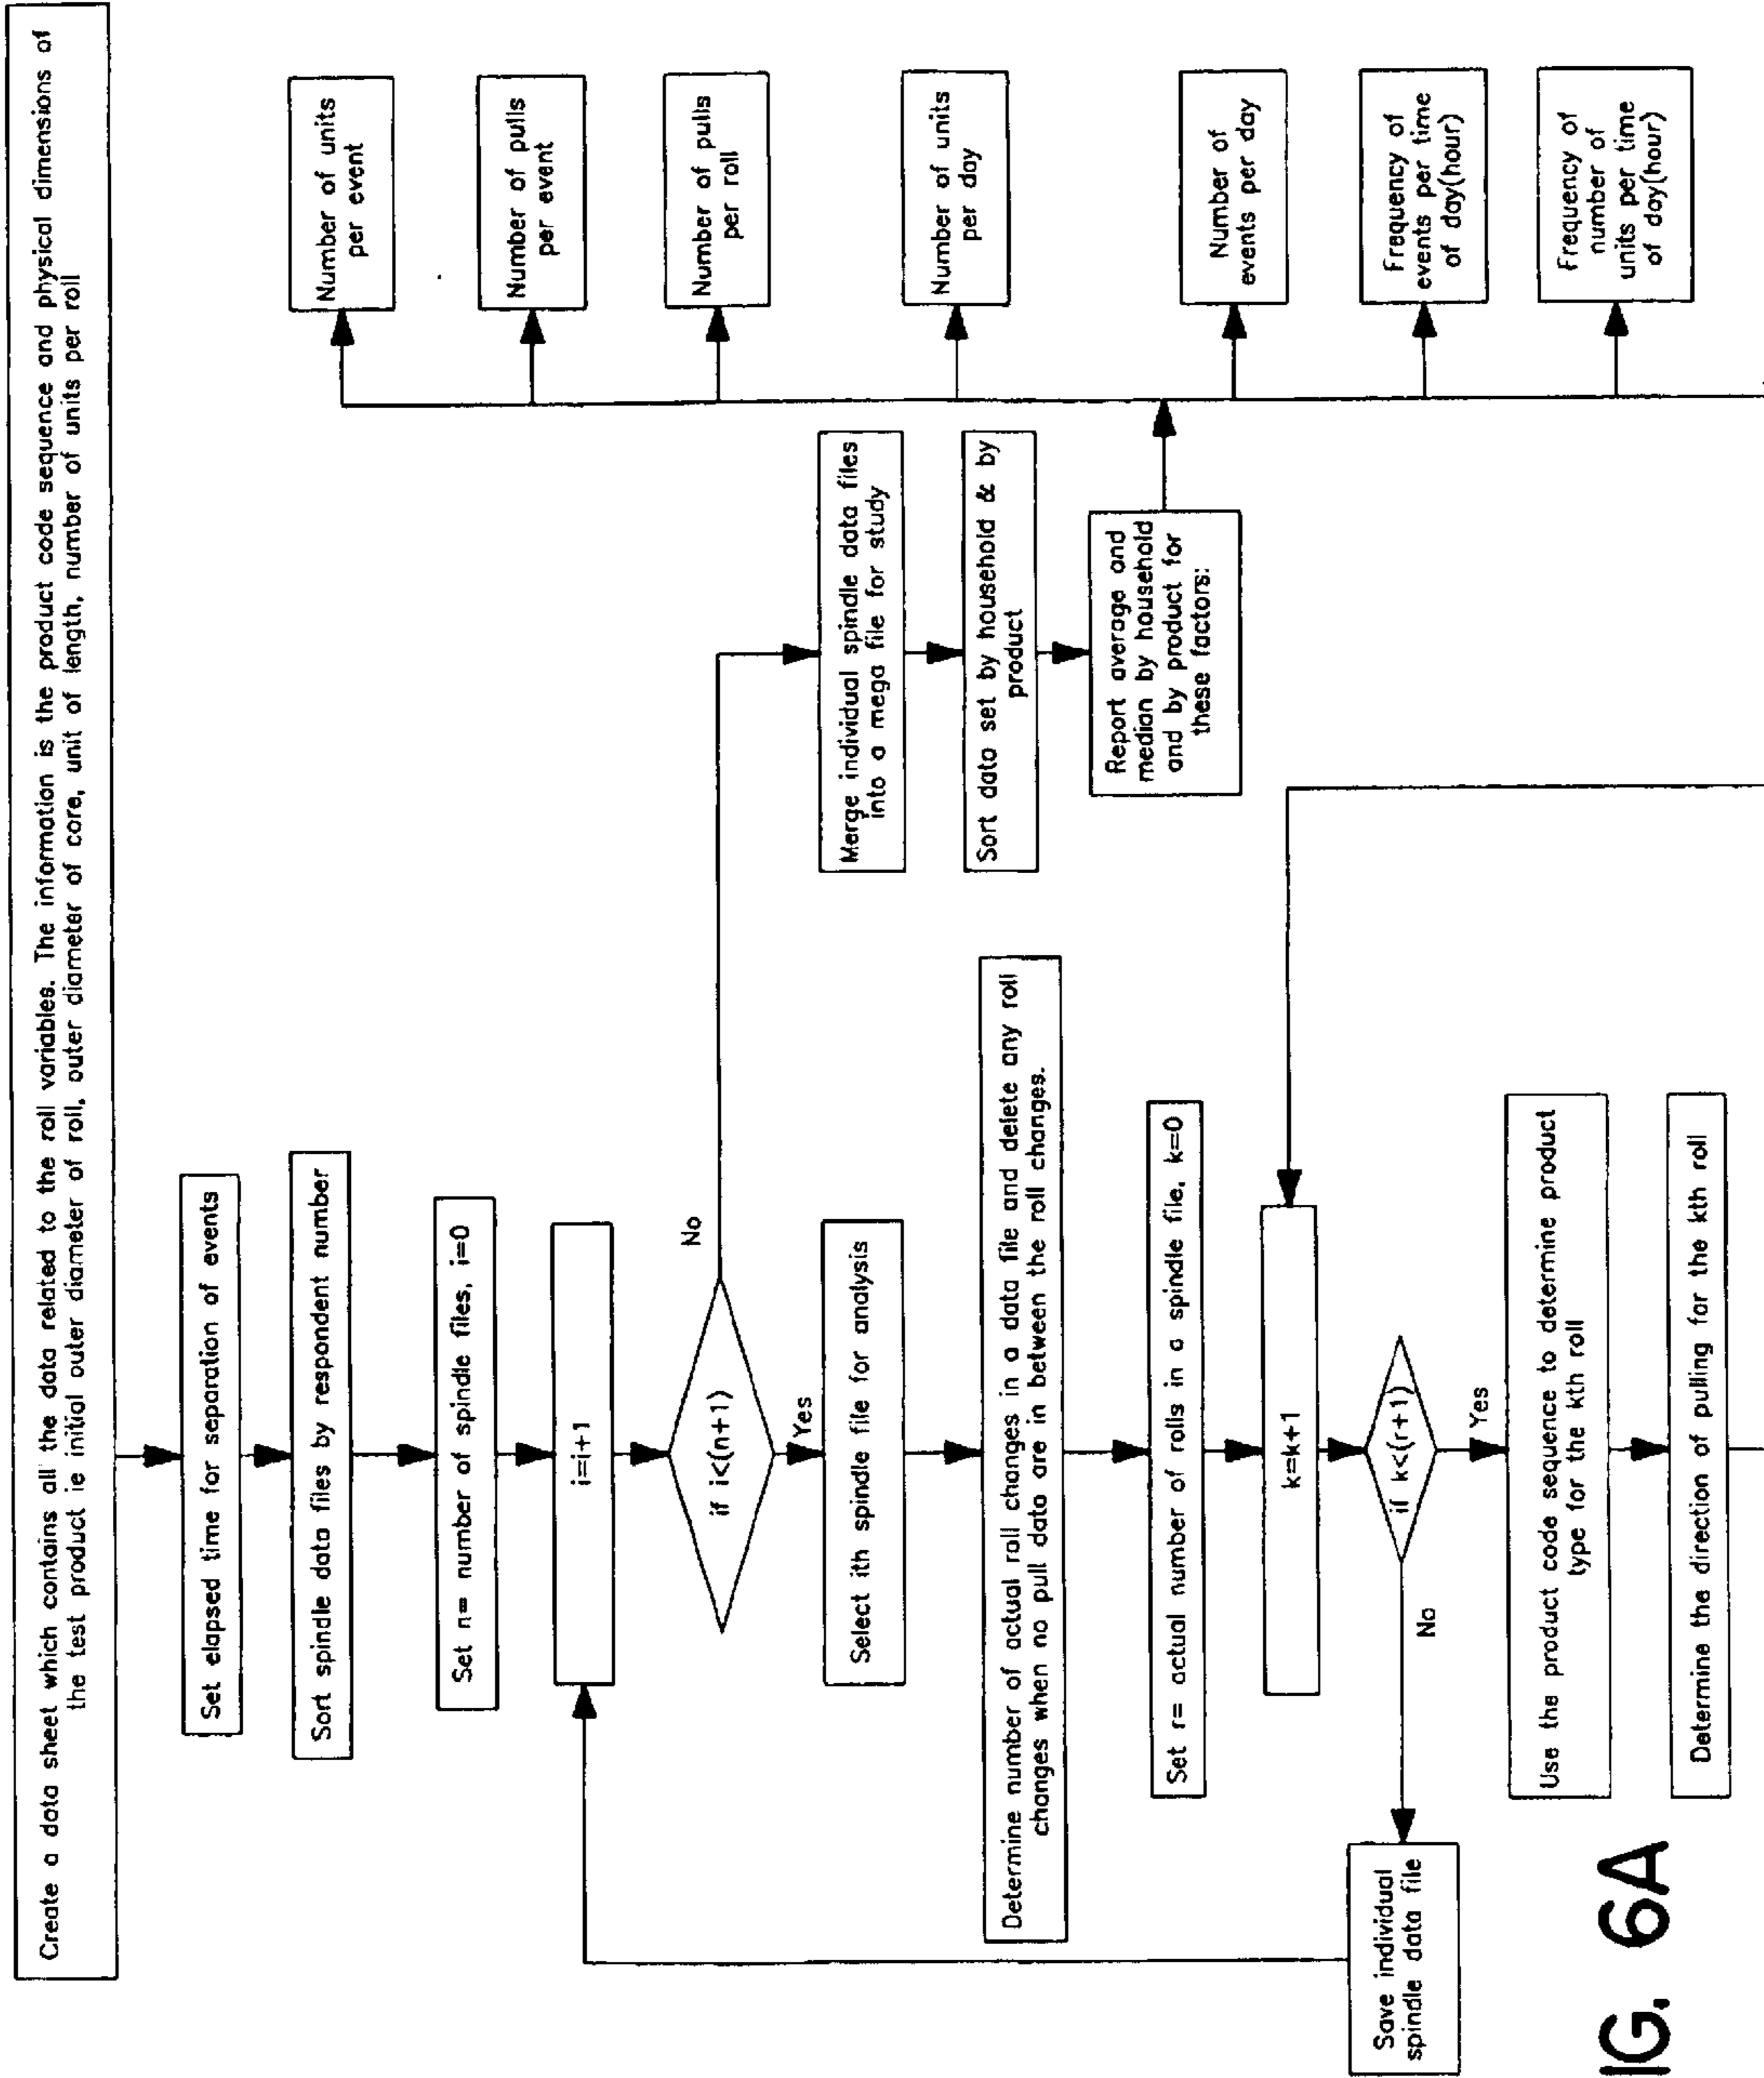 Create a data sheet which contains all the data related to the roll variables. The information is the product code sequence and physical dimensions of
the test product ie initial outer diameter of roll, outer diameter of core, unit of length, number of units per roll
Set elapsed time for separation of events
Sort spindle data files by respondent number
Set n= number of spindle files, i=0
i=i+1
if i<(n+1)
No
Yes
Select ith spindle file for analysis
Determine number of actual roll changes in a data file and delete any roll
changes when no pull data are in between the roll changes.
Set r= actual number of rolls in a spindle file, k=0
k=k+1
if k<(r+1)
No
Yes
Save individual
spindle data file
Use the product code sequence to determine product
type for the kth roll
Determine the direction of pulling for the kth roll
Merge individual spindle data files
into a mega file for study
Sort data set by household & by
product
Report average and
median by household
and by product for
these factors:
Number of units
per event
Number of pulls
per event
Number of pulls
per roll
Number of units
per day
Number of
events per day
Frequency of
events per time
of day(hour)
Frequency of
number of
units per time
of day(hour)
IG. 6A